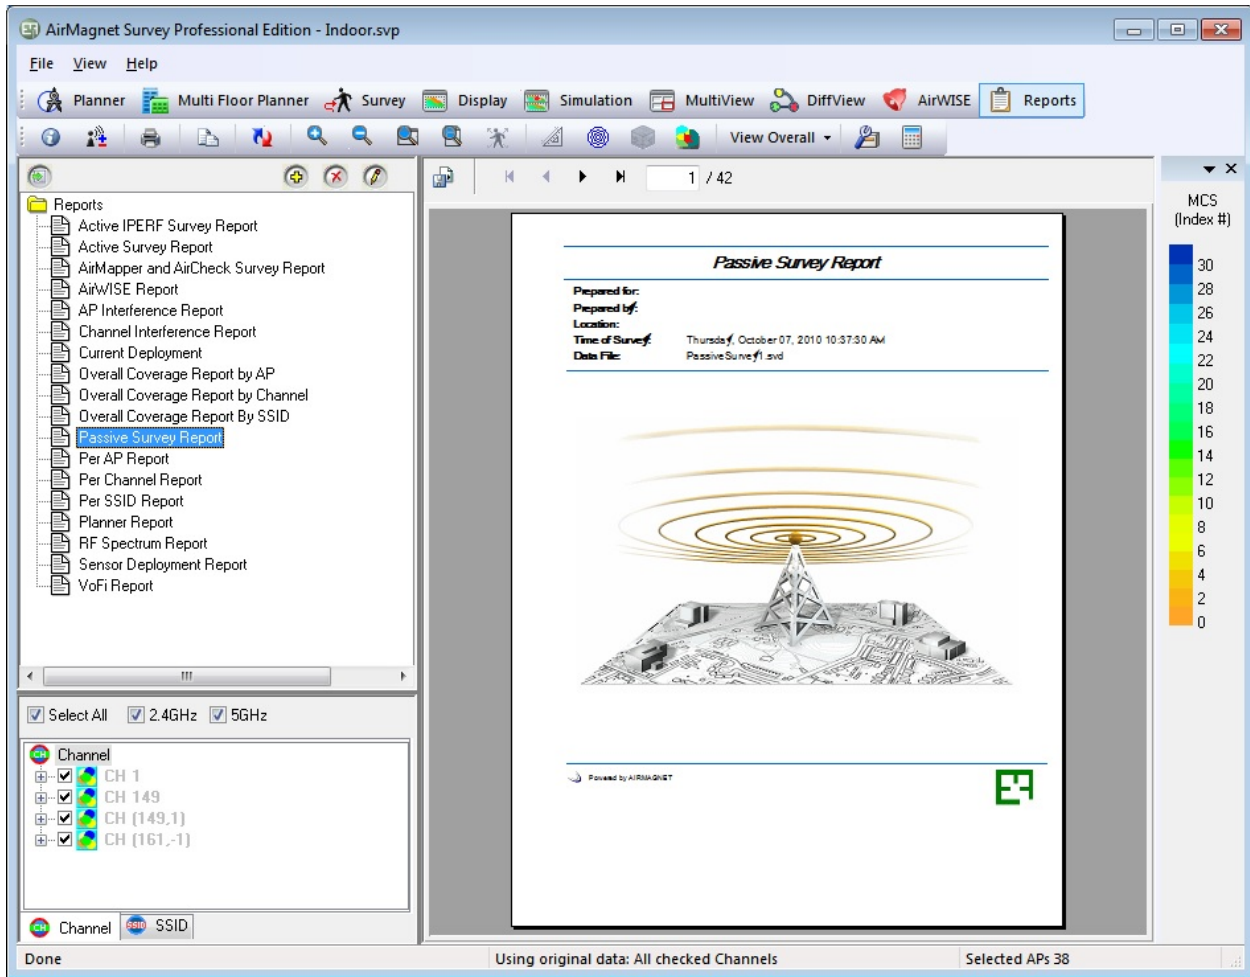 AirMagnet Survey Professional Edition - Indoor.svp
File View Help
Planner Multi Floor Planner Survey Display Simulation MultiView DiffView AirWISE Reports
View Overall
1 / 42
Reports
Active IPERF Survey Report
Active Survey Report
AirMapper and AirCheck Survey Report
AirWISE Report
AP Interference Report
Channel Interference Report
Current Deployment
Overall Coverage Report by AP
Overall Coverage Report by Channel
Overall Coverage Report By SSID
Passive Survey Report
Per AP Report
Per Channel Report
Per SSID Report
Planner Report
RF Spectrum Report
Sensor Deployment Report
VoFi Report
Select All 2.4GHz 5GHz
CH Channel
CH 1
CH 149
CH (149,1)
CH (161,-1)
CH Channel SSID SSID
Passive Survey Report
Prepared for:
Prepared by:
Location:
Time of Survey: Thursday, October 07, 2010 10:37:30 AM
Data File: PassiveSurvey1.svd
Powered by AIRMAGNET
MCS
(Index #)
30
28
26
24
22
20
18
16
14
12
10
8
6
4
2
0
Done Using original data: All checked Channels Selected APs 38